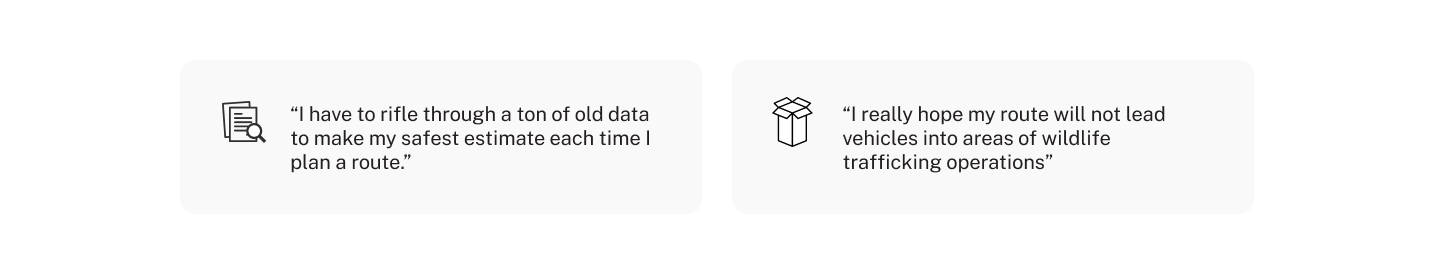 “I have to rifle through a ton of old data
to make my safest estimate each time I
plan a route.”
“I really hope my route will not lead
vehicles into areas of wildlife
trafficking operations”